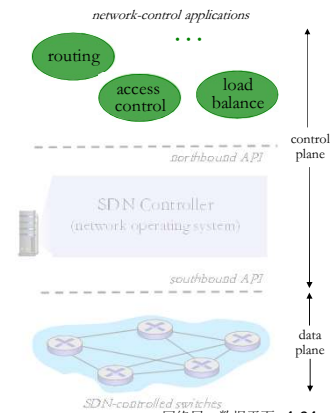 network-control applications
...
routing
access
control
load
balance
control
plane
northbound API
SDN Controller
(network operating system)
southbound API
data
plane
SDN-controlled switches